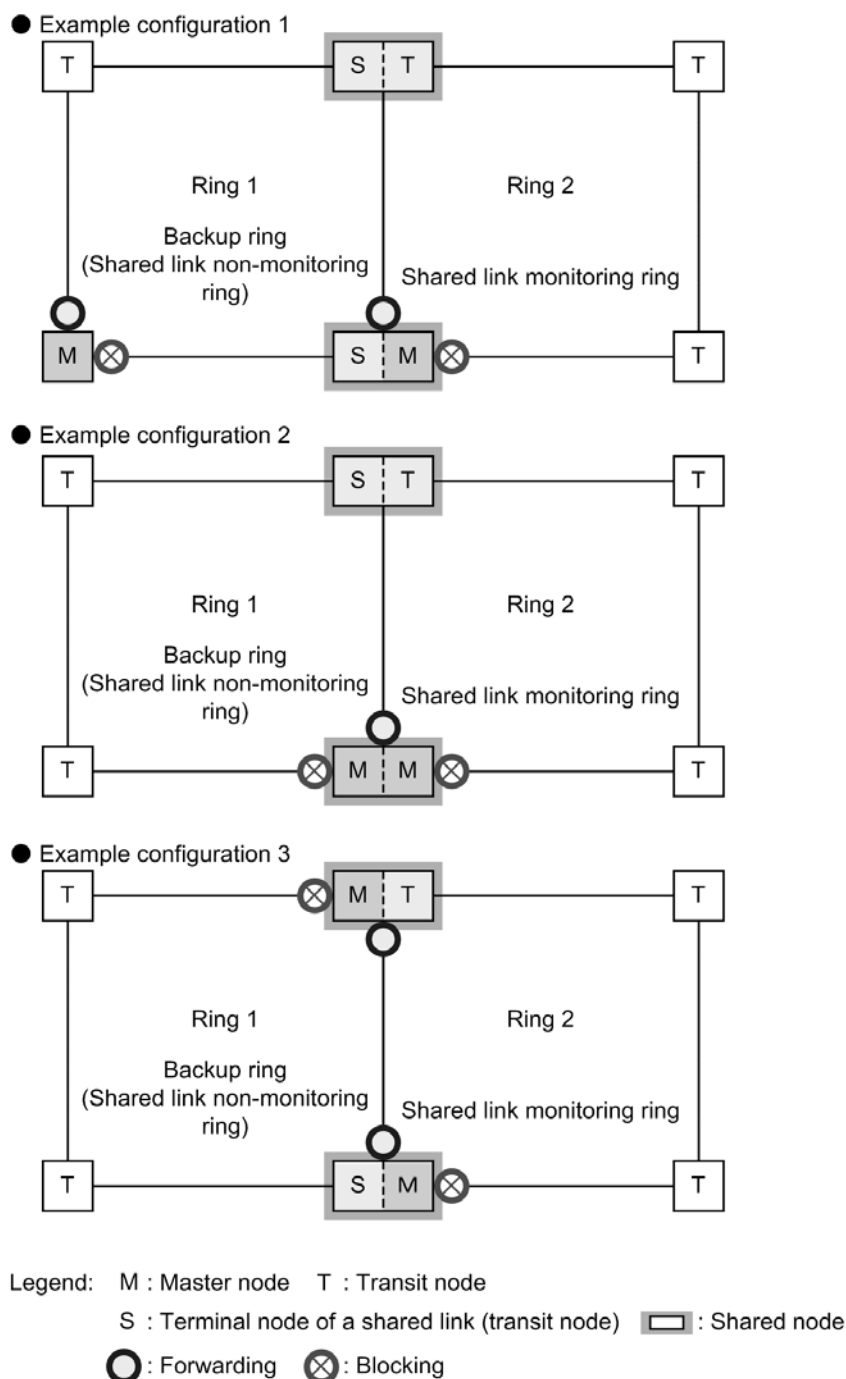 ● Example configuration 1
T S T T
Ring 1 Ring 2
Backup ring
(Shared link non-monitoring
ring)
Shared link monitoring ring
M S M T
● Example configuration 2
T S T T
Ring 1 Ring 2
Backup ring
(Shared link non-monitoring
ring)
Shared link monitoring ring
T M M T
● Example configuration 3
T M T T
Ring 1 Ring 2
Backup ring
(Shared link non-monitoring
ring)
Shared link monitoring ring
T S M T
Legend: M : Master node T : Transit node
S : Terminal node of a shared link (transit node) : Shared node
: Forwarding : Blocking